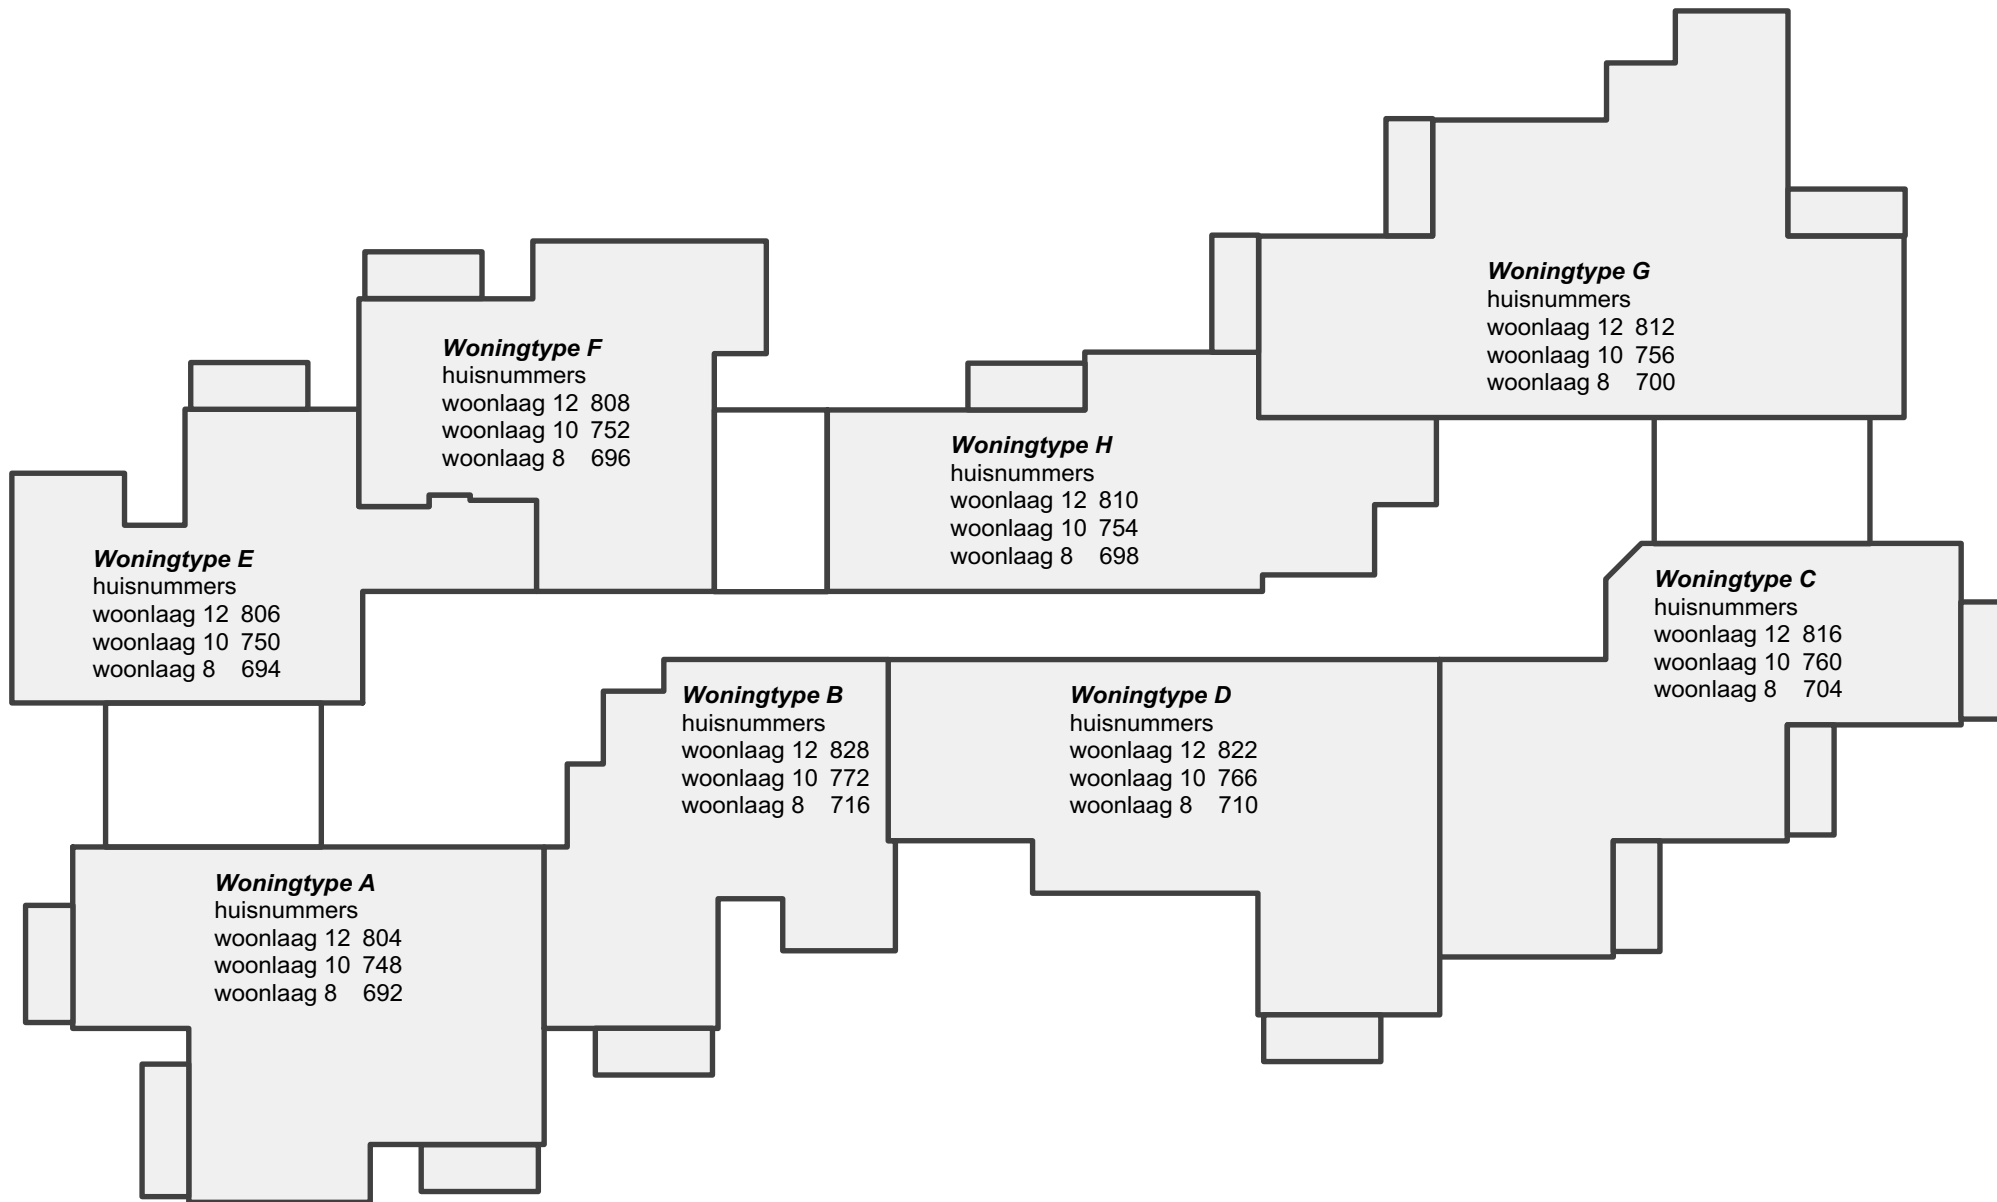 Woningtype G
huisnummers
woonlaag 12 812
woonlaag 10 756
woonlaag 8 700
Woningtype F
huisnummers
woonlaag 12 808
woonlaag 10 752
woonlaag 8 696
Woningtype H
huisnummers
woonlaag 12 810
woonlaag 10 754
woonlaag 8 698
Woningtype E
huisnummers
woonlaag 12 806
woonlaag 10 750
woonlaag 8 694
Woningtype C
huisnummers
woonlaag 12 816
woonlaag 10 760
woonlaag 8 704
Woningtype B
huisnummers
woonlaag 12 828
woonlaag 10 772
woonlaag 8 716
Woningtype D
huisnummers
woonlaag 12 822
woonlaag 10 766
woonlaag 8 710
Woningtype A
huisnummers
woonlaag 12 804
woonlaag 10 748
woonlaag 8 692